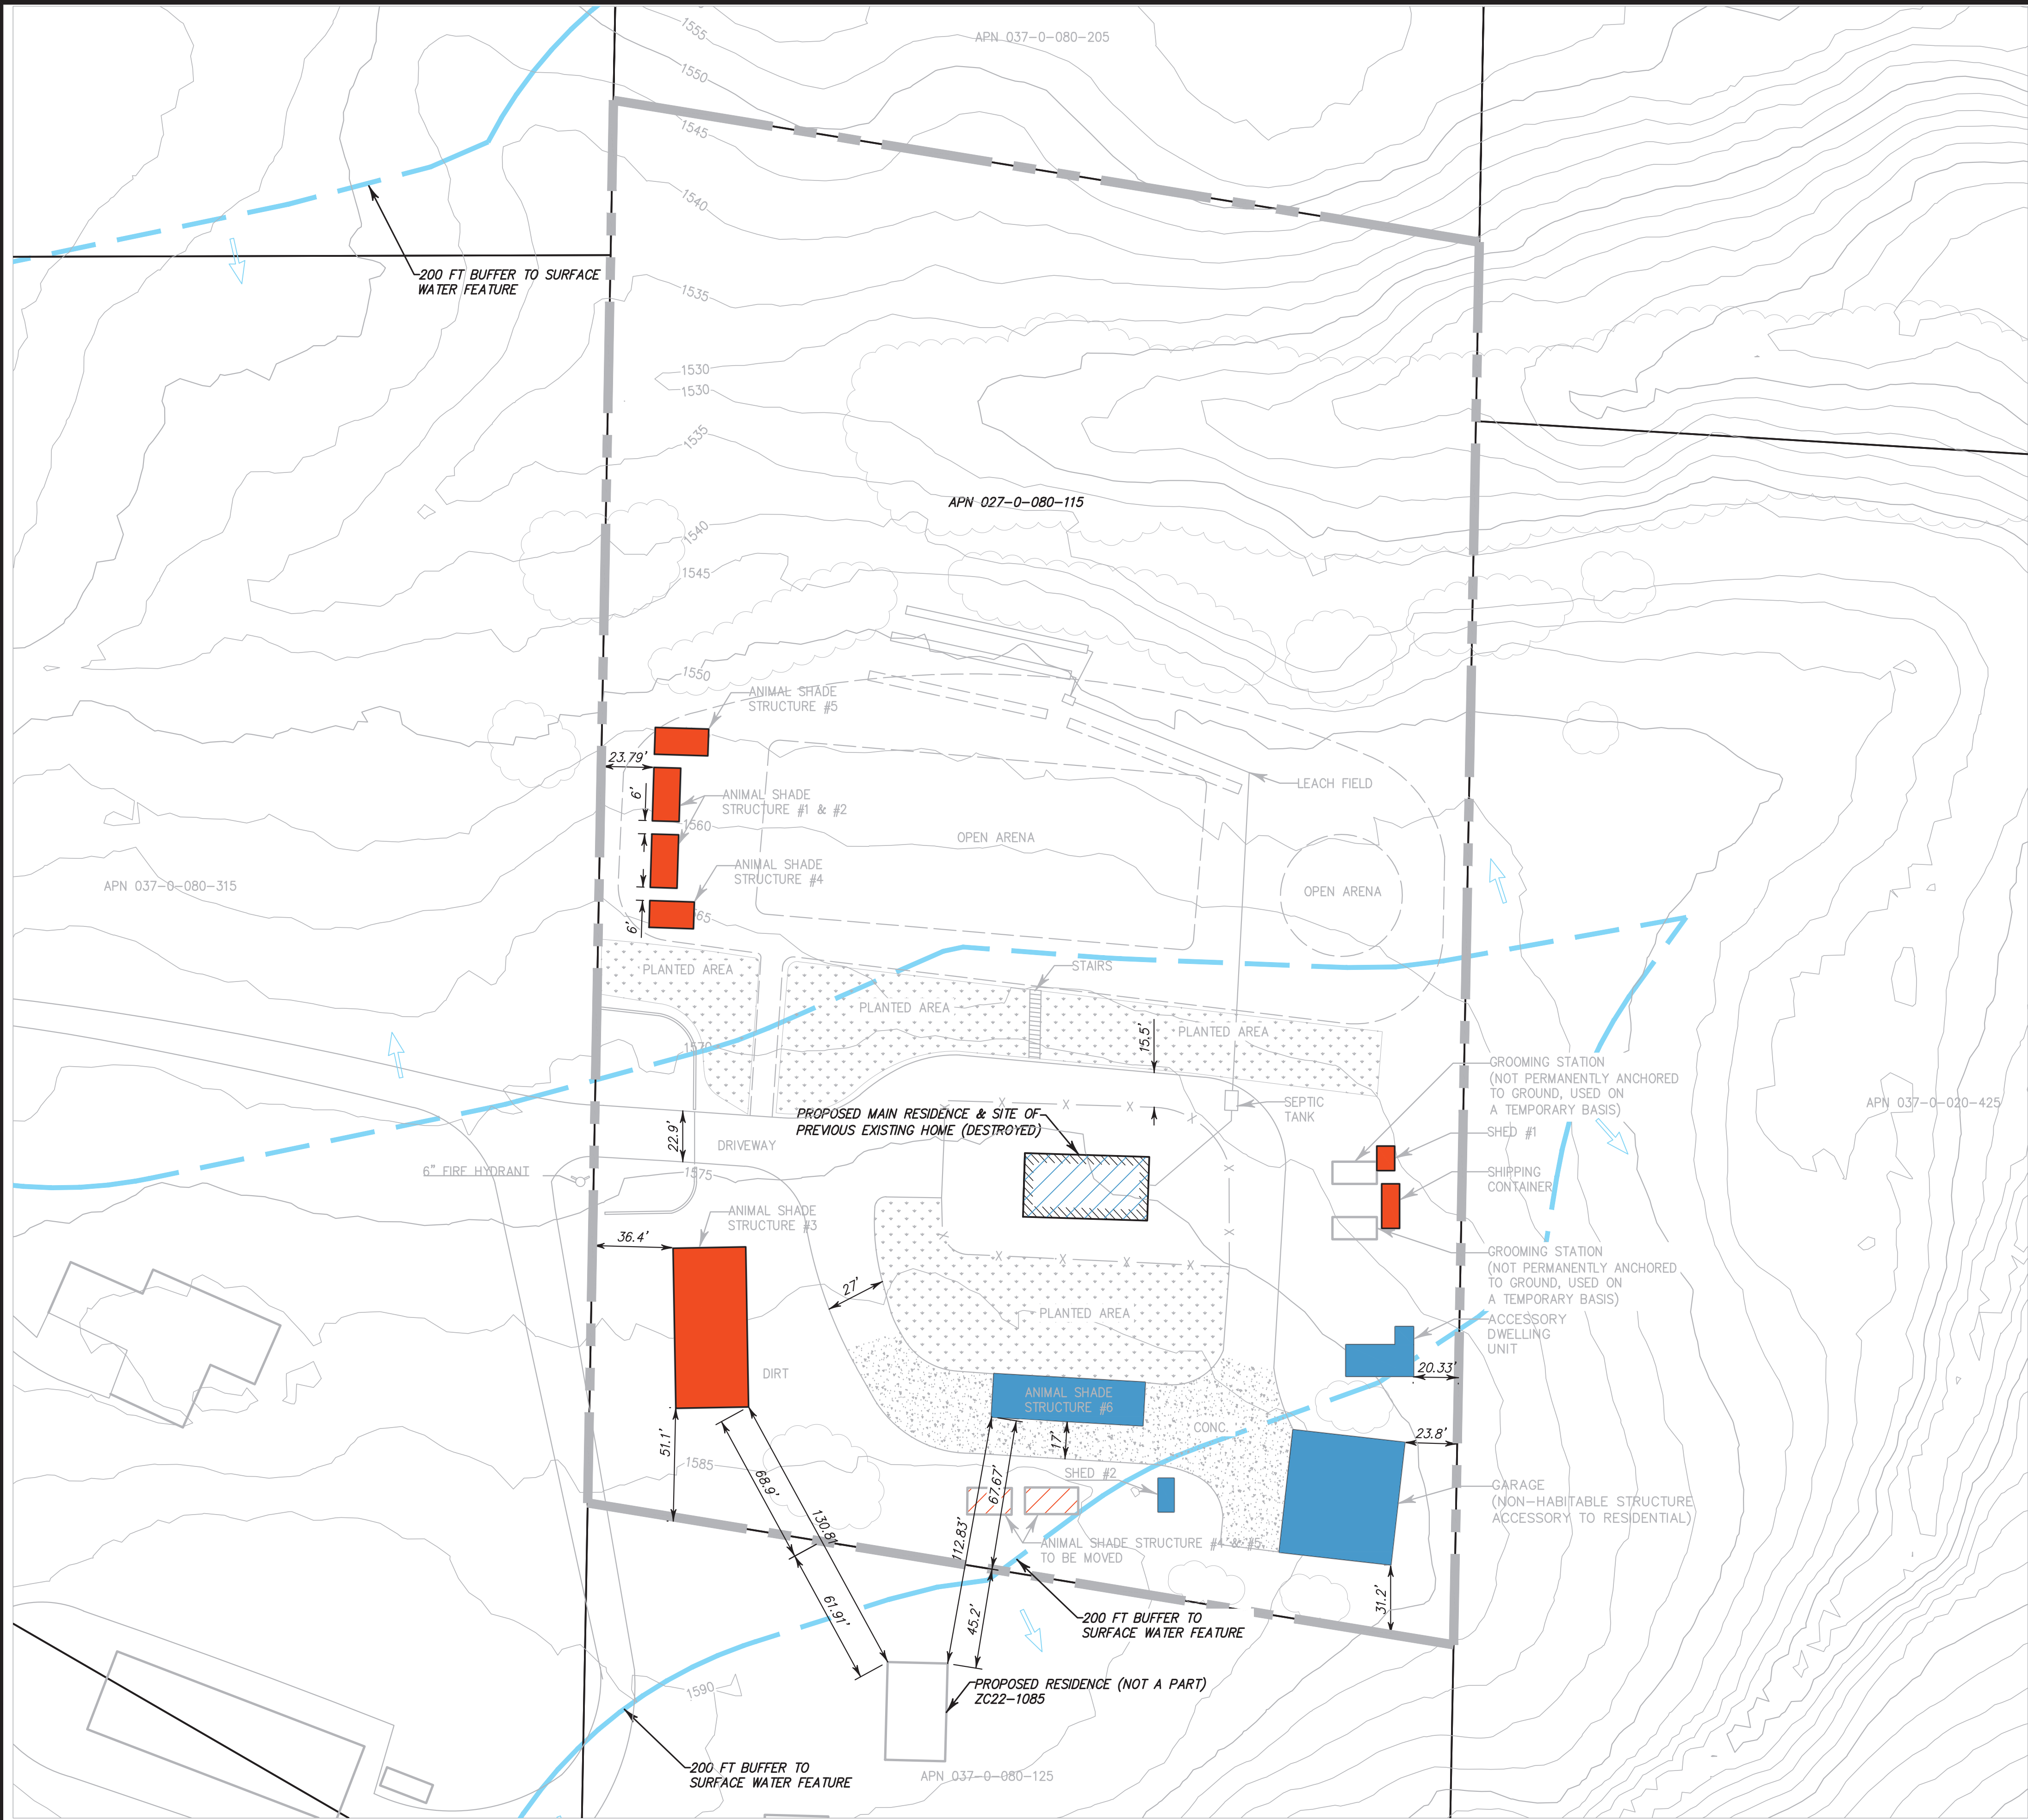 1555
APN 037-0-080-205
1550
1545
1540
200 FT BUFFER TO SURFACE
WATER FEATURE
1535
1530
1530
1535
APN 027-0-080-115
1540
1545
1550
ANIMAL SHADE
STRUCTURE #5
23.79'
6'
ANIMAL SHADE
STRUCTURE #1 & #2
1560
LEACH FIELD
OPEN ARENA
ANIMAL SHADE
STRUCTURE #4
OPEN ARENA
APN 037-0-080-315
65
6'
PLANTED AREA
STAIRS
PLANTED AREA
PLANTED AREA
15.5'
1570
GROOMING STATION
(NOT PERMANENTLY ANCHORED
TO GROUND, USED ON
A TEMPORARY BASIS)
APN 037-0-020-425
SEPTIC
TANK
PROPOSED MAIN RESIDENCE & SITE OF
PREVIOUS EXISTING HOME (DESTROYED)
SHED #1
22.9'
DRIVEWAY
6" FIRE HYDRANT
1575
SHIPPING
CONTAINER
ANIMAL SHADE
STRUCTURE #3
36.4'
GROOMING STATION
(NOT PERMANENTLY ANCHORED
TO GROUND, USED ON
A TEMPORARY BASIS)
27'
PLANTED AREA
ACCESSORY
DWELLING
UNIT
DIRT
20.33'
ANIMAL SHADE
STRUCTURE #6
CONC.
51.1'
17'
23.8'
1585
68.9'
67.67'
SHED #2
GARAGE
(NON-HABITABLE STRUCTURE
ACCESSORY TO RESIDENTIAL)
130.8'
112.83'
ANIMAL SHADE STRUCTURE #4 & #5
TO BE MOVED
61.91'
45.2'
31.2'
200 FT BUFFER TO
SURFACE WATER FEATURE
1590
PROPOSED RESIDENCE (NOT A PART)
ZC22-1085
200 FT BUFFER TO
SURFACE WATER FEATURE
APN 037-0-080-125